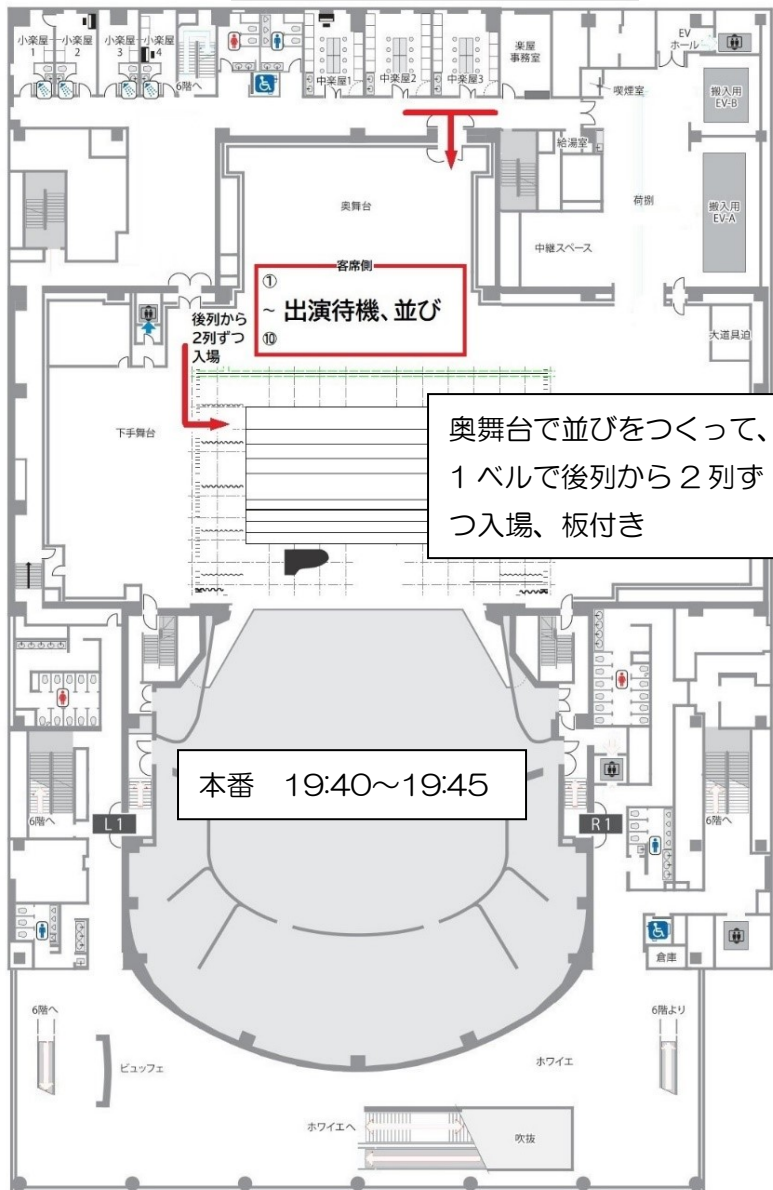 EV
ホール
小楽屋
1
小楽屋
2
小楽屋
3
小楽屋
4
6階へ
中楽屋1
中楽屋2
中楽屋3
楽屋
事務室
喫煙室
搬入用
EV-B
給湯室
奥舞台
荷捌
搬入用
EV-A
中継スペース
客席側
①
~ 出演待機、並び
⑩
後列から
2列ずつ
入場
大道具迫
下手舞台
奥舞台で並びをつくって、
1 ベルで後列から 2 列ず
つ入場、板付き
本番 19:40~19:45
6階へ
L1
R1
6階へ
倉庫
6階へ
6階より
ビュッフェ
ホワイエ
ホワイエへ
吹抜